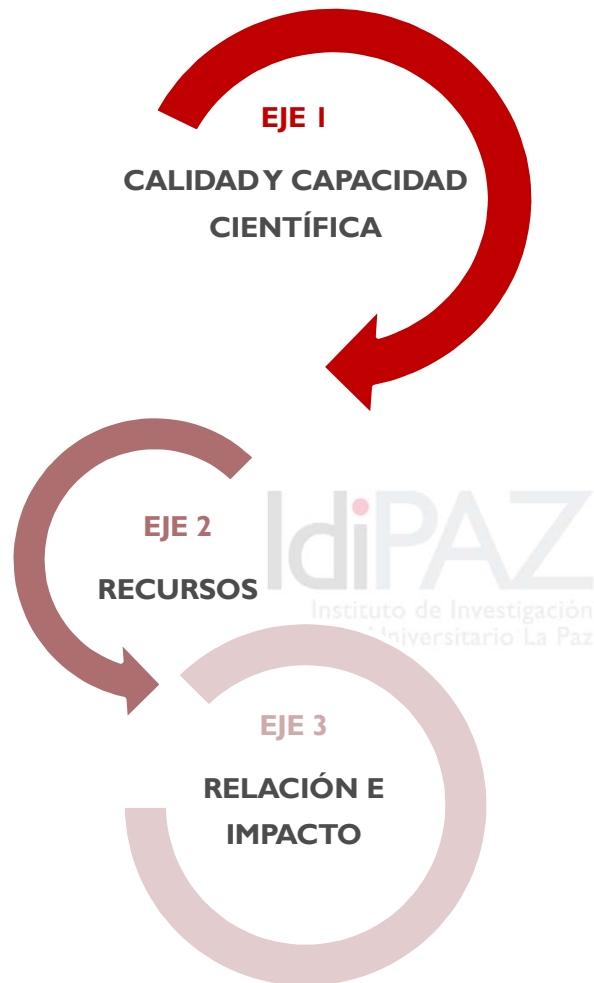 EJE 1
CALIDAD Y CAPACIDAD
CIENTÍFICA
EJE 2
RECURSOS
IdiPAZ
Instituto de Investigación
Universitario La Paz
EJE 3
RELACIÓN E
IMPACTO